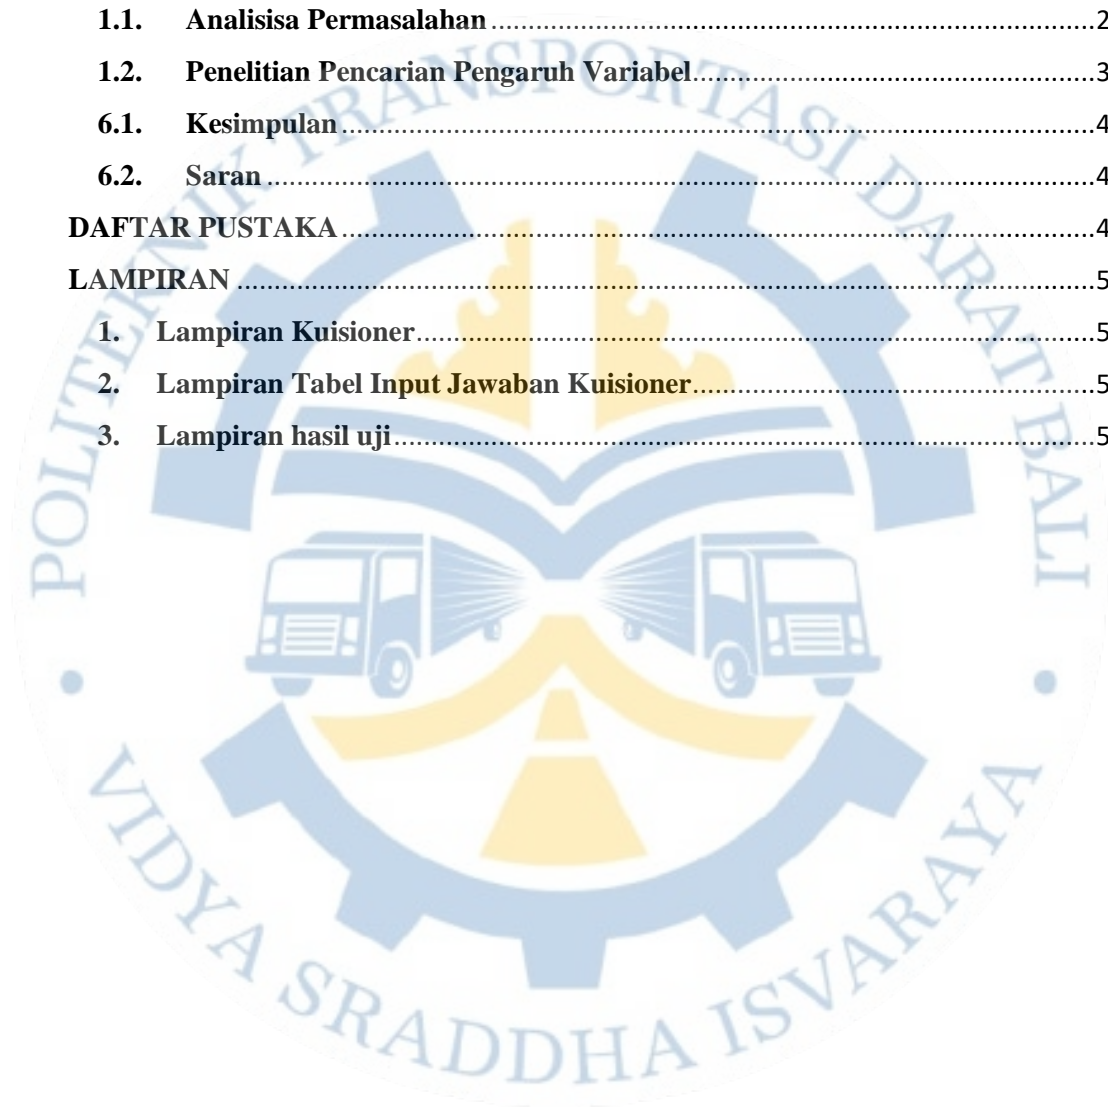 1.1. Analisisa Permasalahan ........ 2
1.2. Penelitian Pencarian Pengaruh Variabel ........ 3
6.1. Kesimpulan ........ 4
6.2. Saran ........ 4
DAFTAR PUSTAKA ........ 4
LAMPIRAN ........ 5
1. Lampiran Kuisioner ........ 5
2. Lampiran Tabel Input Jawaban Kuisioner ........ 5
3. Lampiran hasil uji ........ 5
POLITEKNIK TRANSPORTASI DARAT BALI
VIDYA SRADDHA ISVARAYA